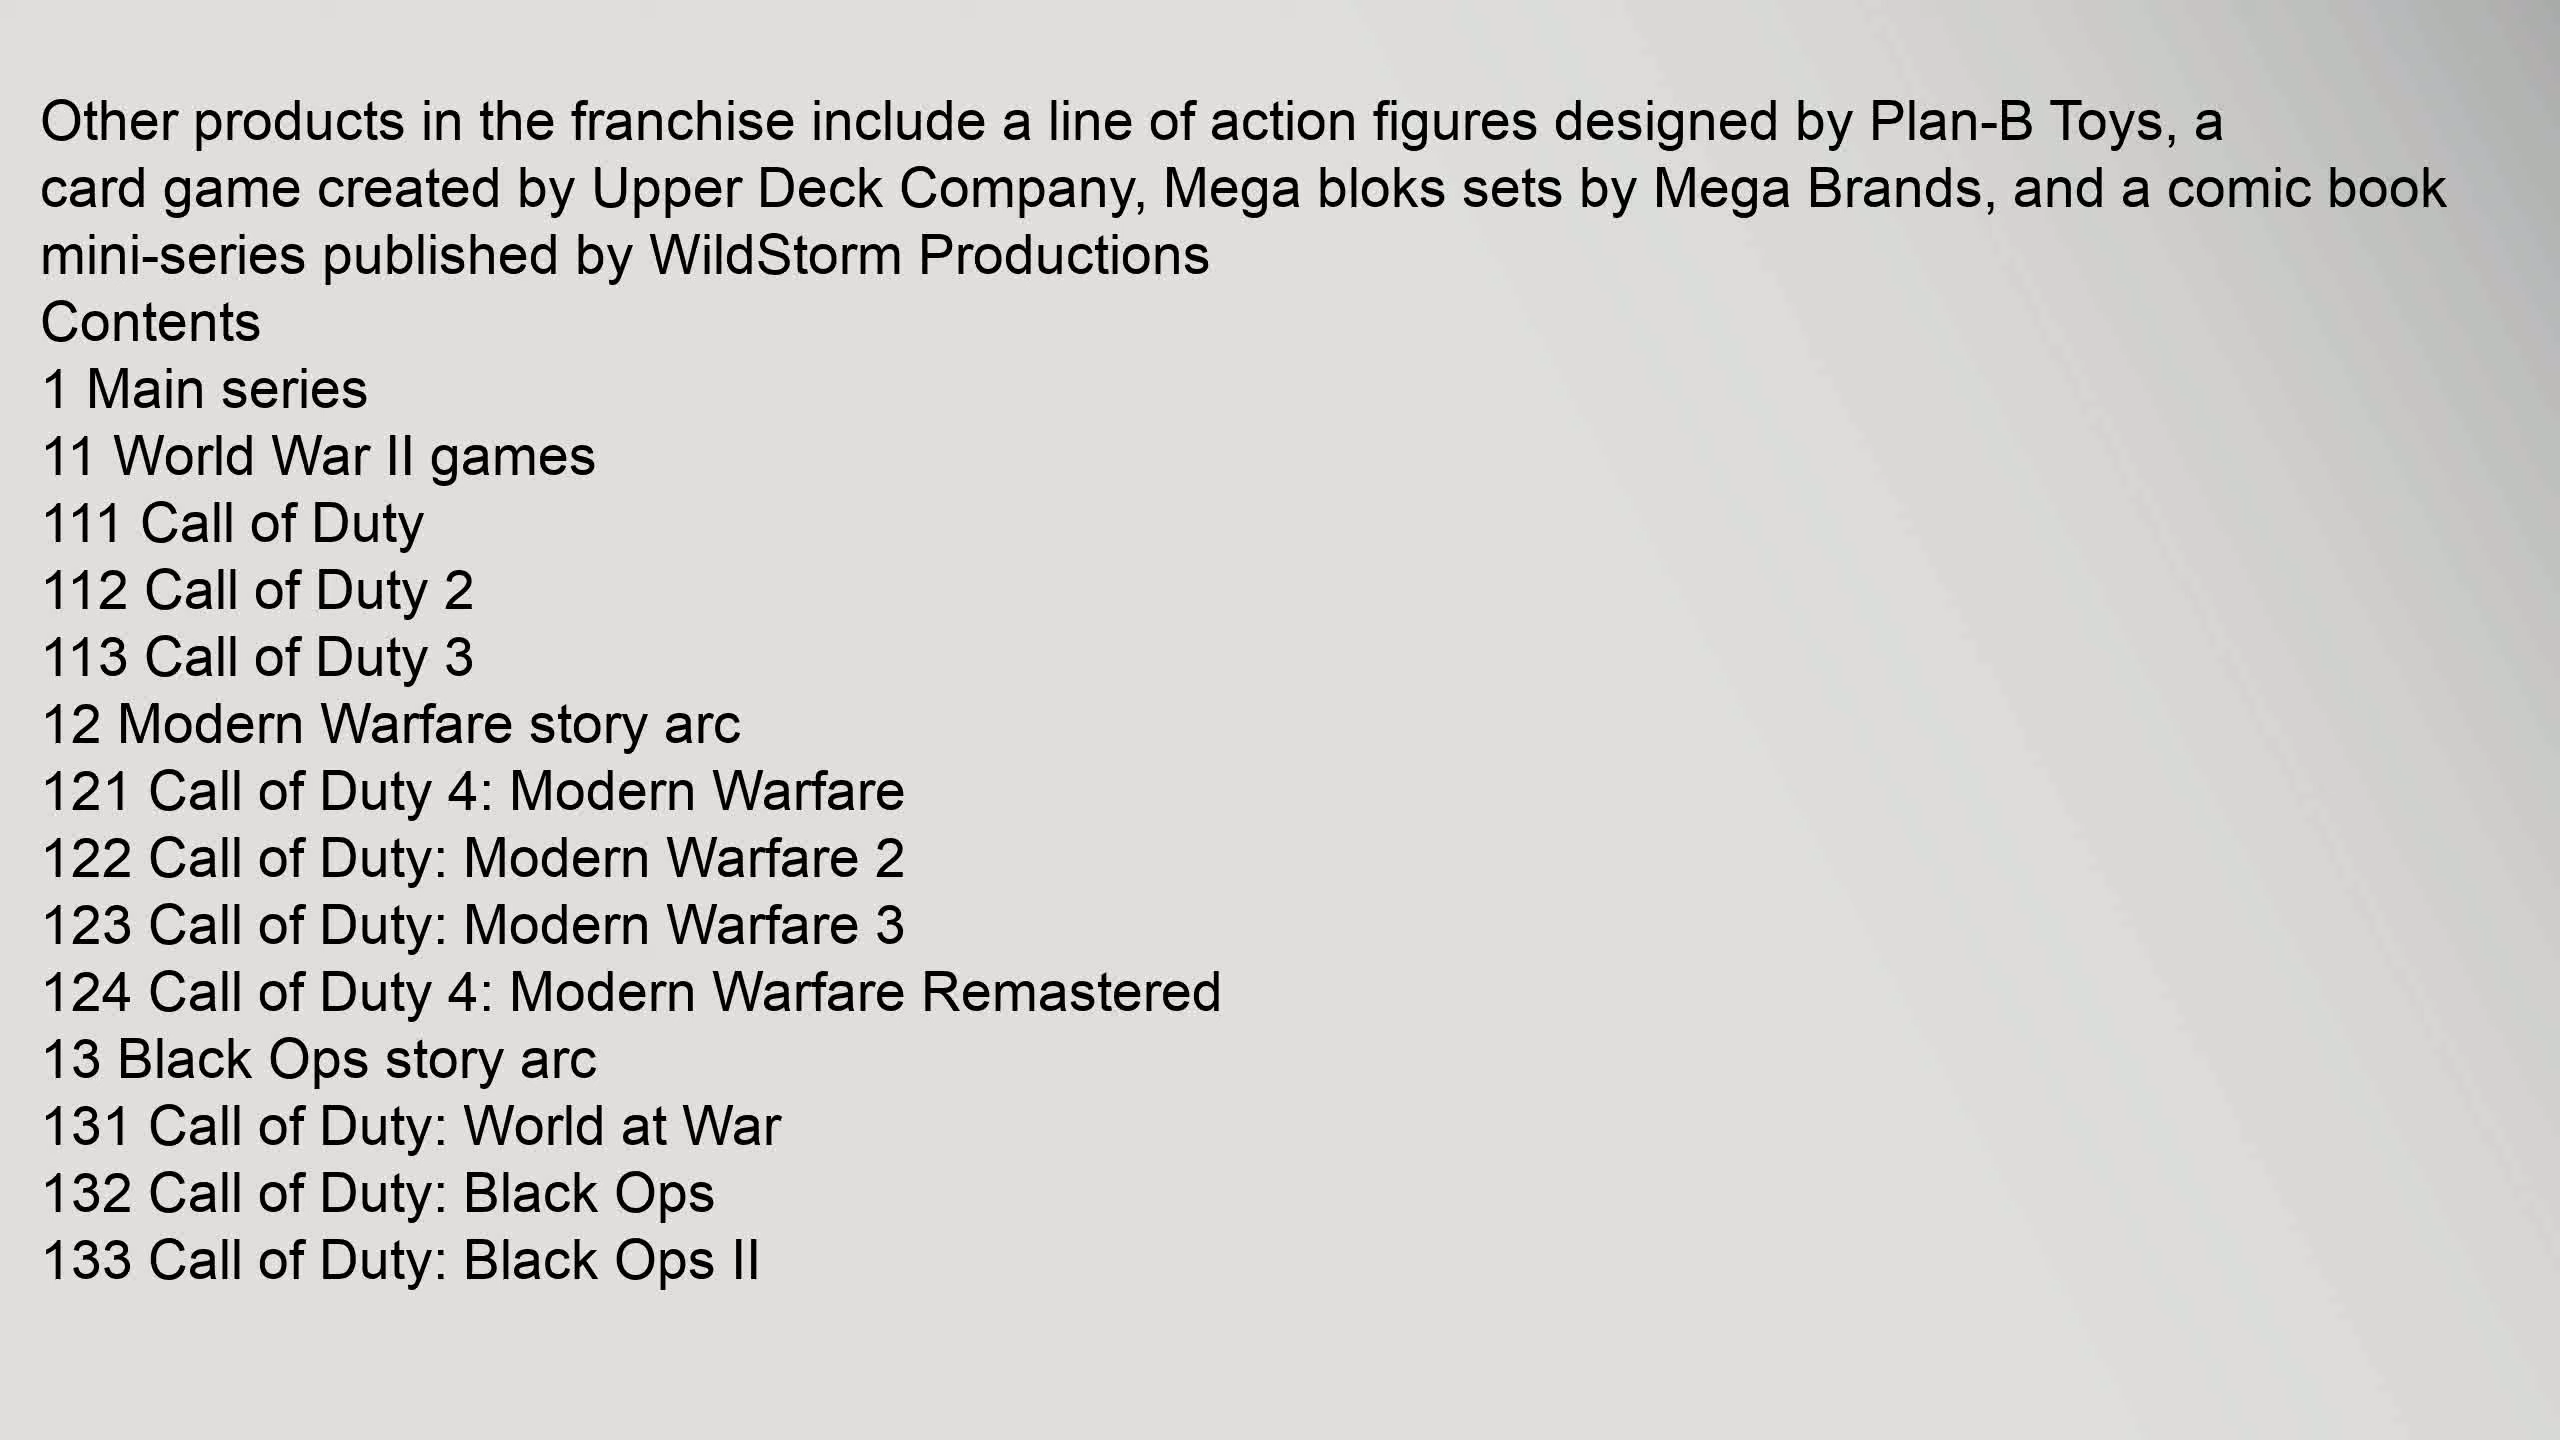 Other products in the franchise include a line of action figures designed by Plan-B Toys, a
card game created by Upper Deck Company, Mega bloks sets by Mega Brands, and a comic book
mini-series published by WildStorm Productions
Contents
1 Main series
11 World War II games
111 Call of Duty
112 Call of Duty 2
113 Call of Duty 3
12 Modern Warfare story arc
121 Call of Duty 4: Modern Warfare
122 Call of Duty: Modern Warfare 2
123 Call of Duty: Modern Warfare 3
124 Call of Duty 4: Modern Warfare Remastered
13 Black Ops story arc
131 Call of Duty: World at War
132 Call of Duty: Black Ops
133 Call of Duty: Black Ops II